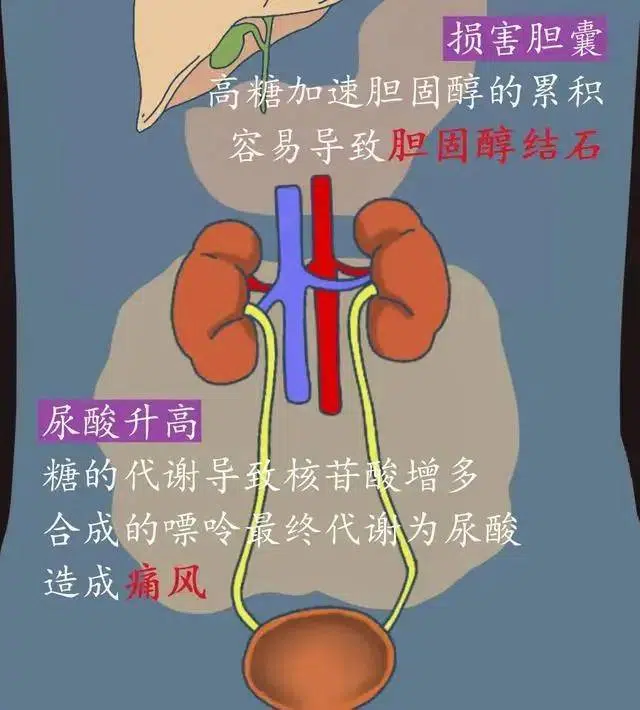 损害胆囊
高糖加速胆固醇的累积
容易导致胆固醇结石
尿酸升高
糖的代谢导致核苷酸增多
合成的嘌呤最终代谢为尿酸
造成痛风